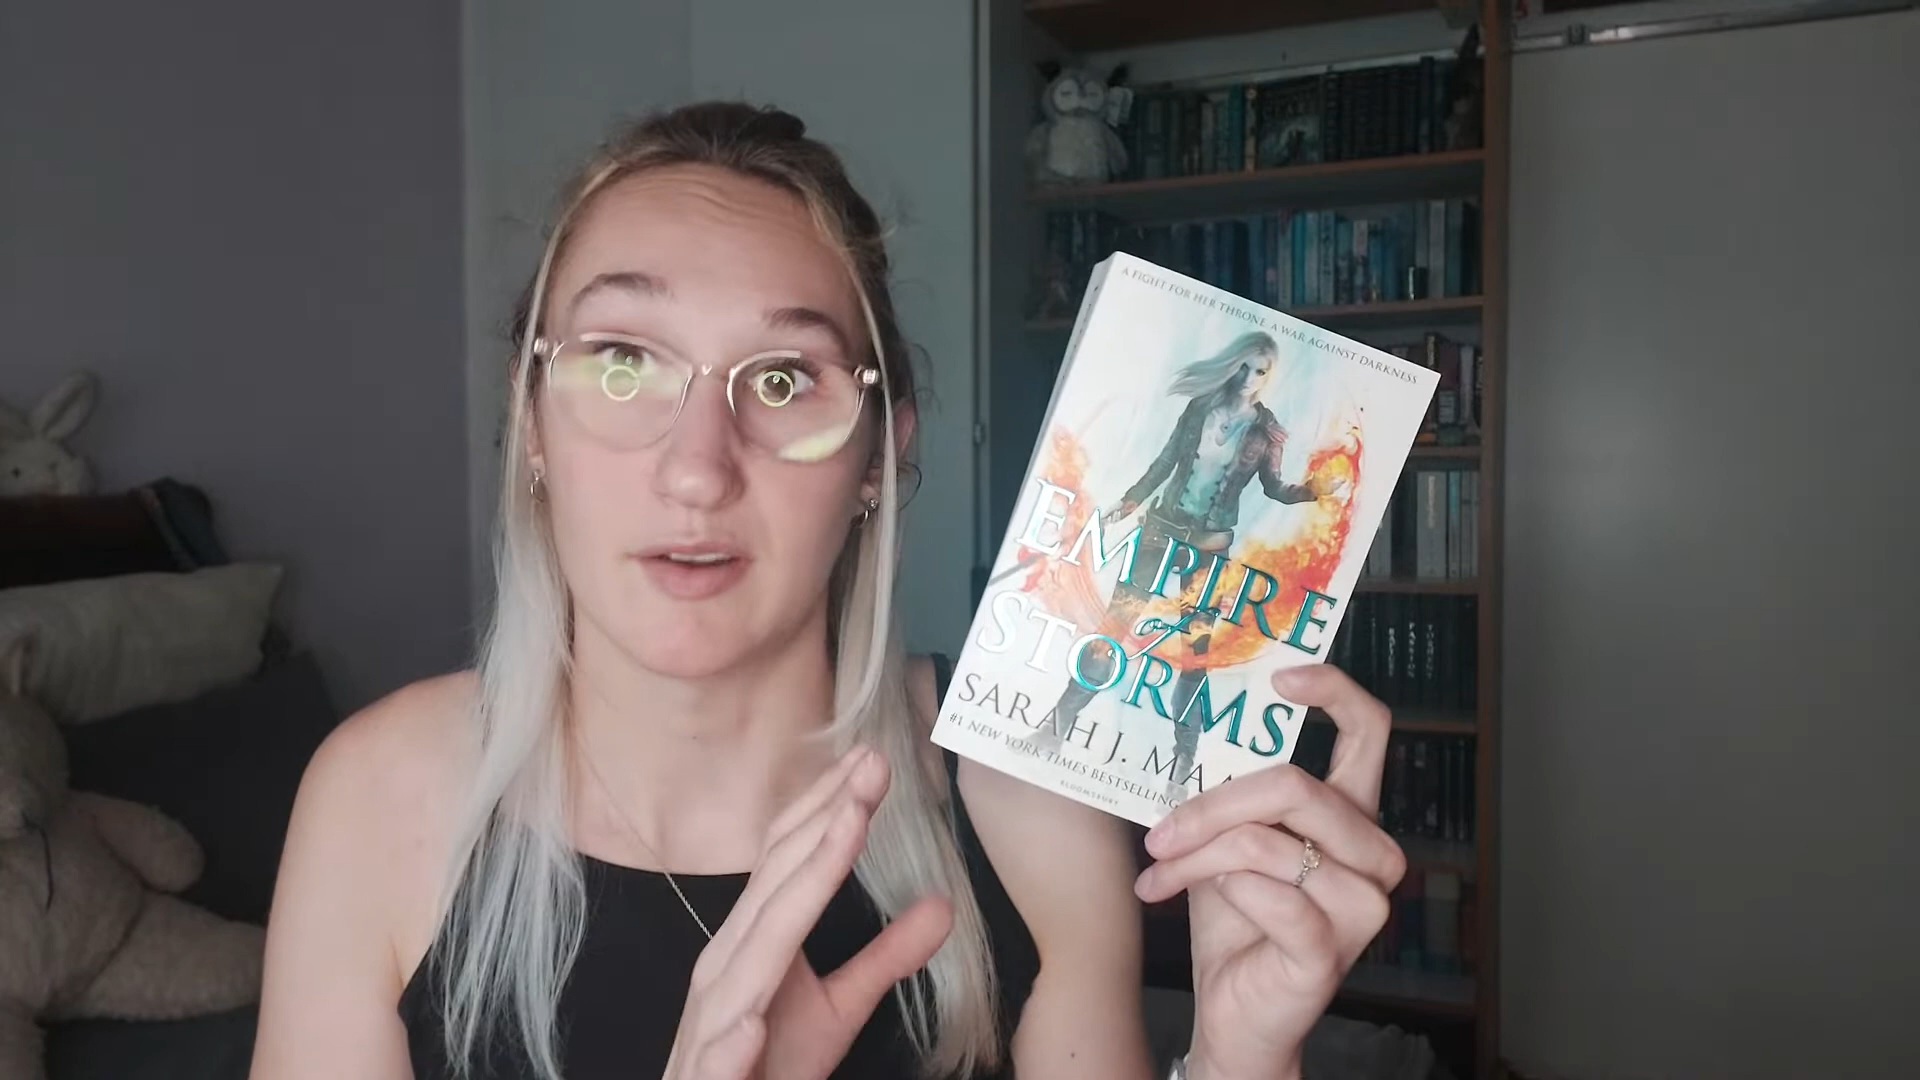 A FIGHT FOR HER THRONE. A WAR AGAINST DARKNESS
EMPIRE
of
STORMS
SARAH J. MAA
#1 NEW YORK TIMES BESTSELLING
BLOOMSBURY